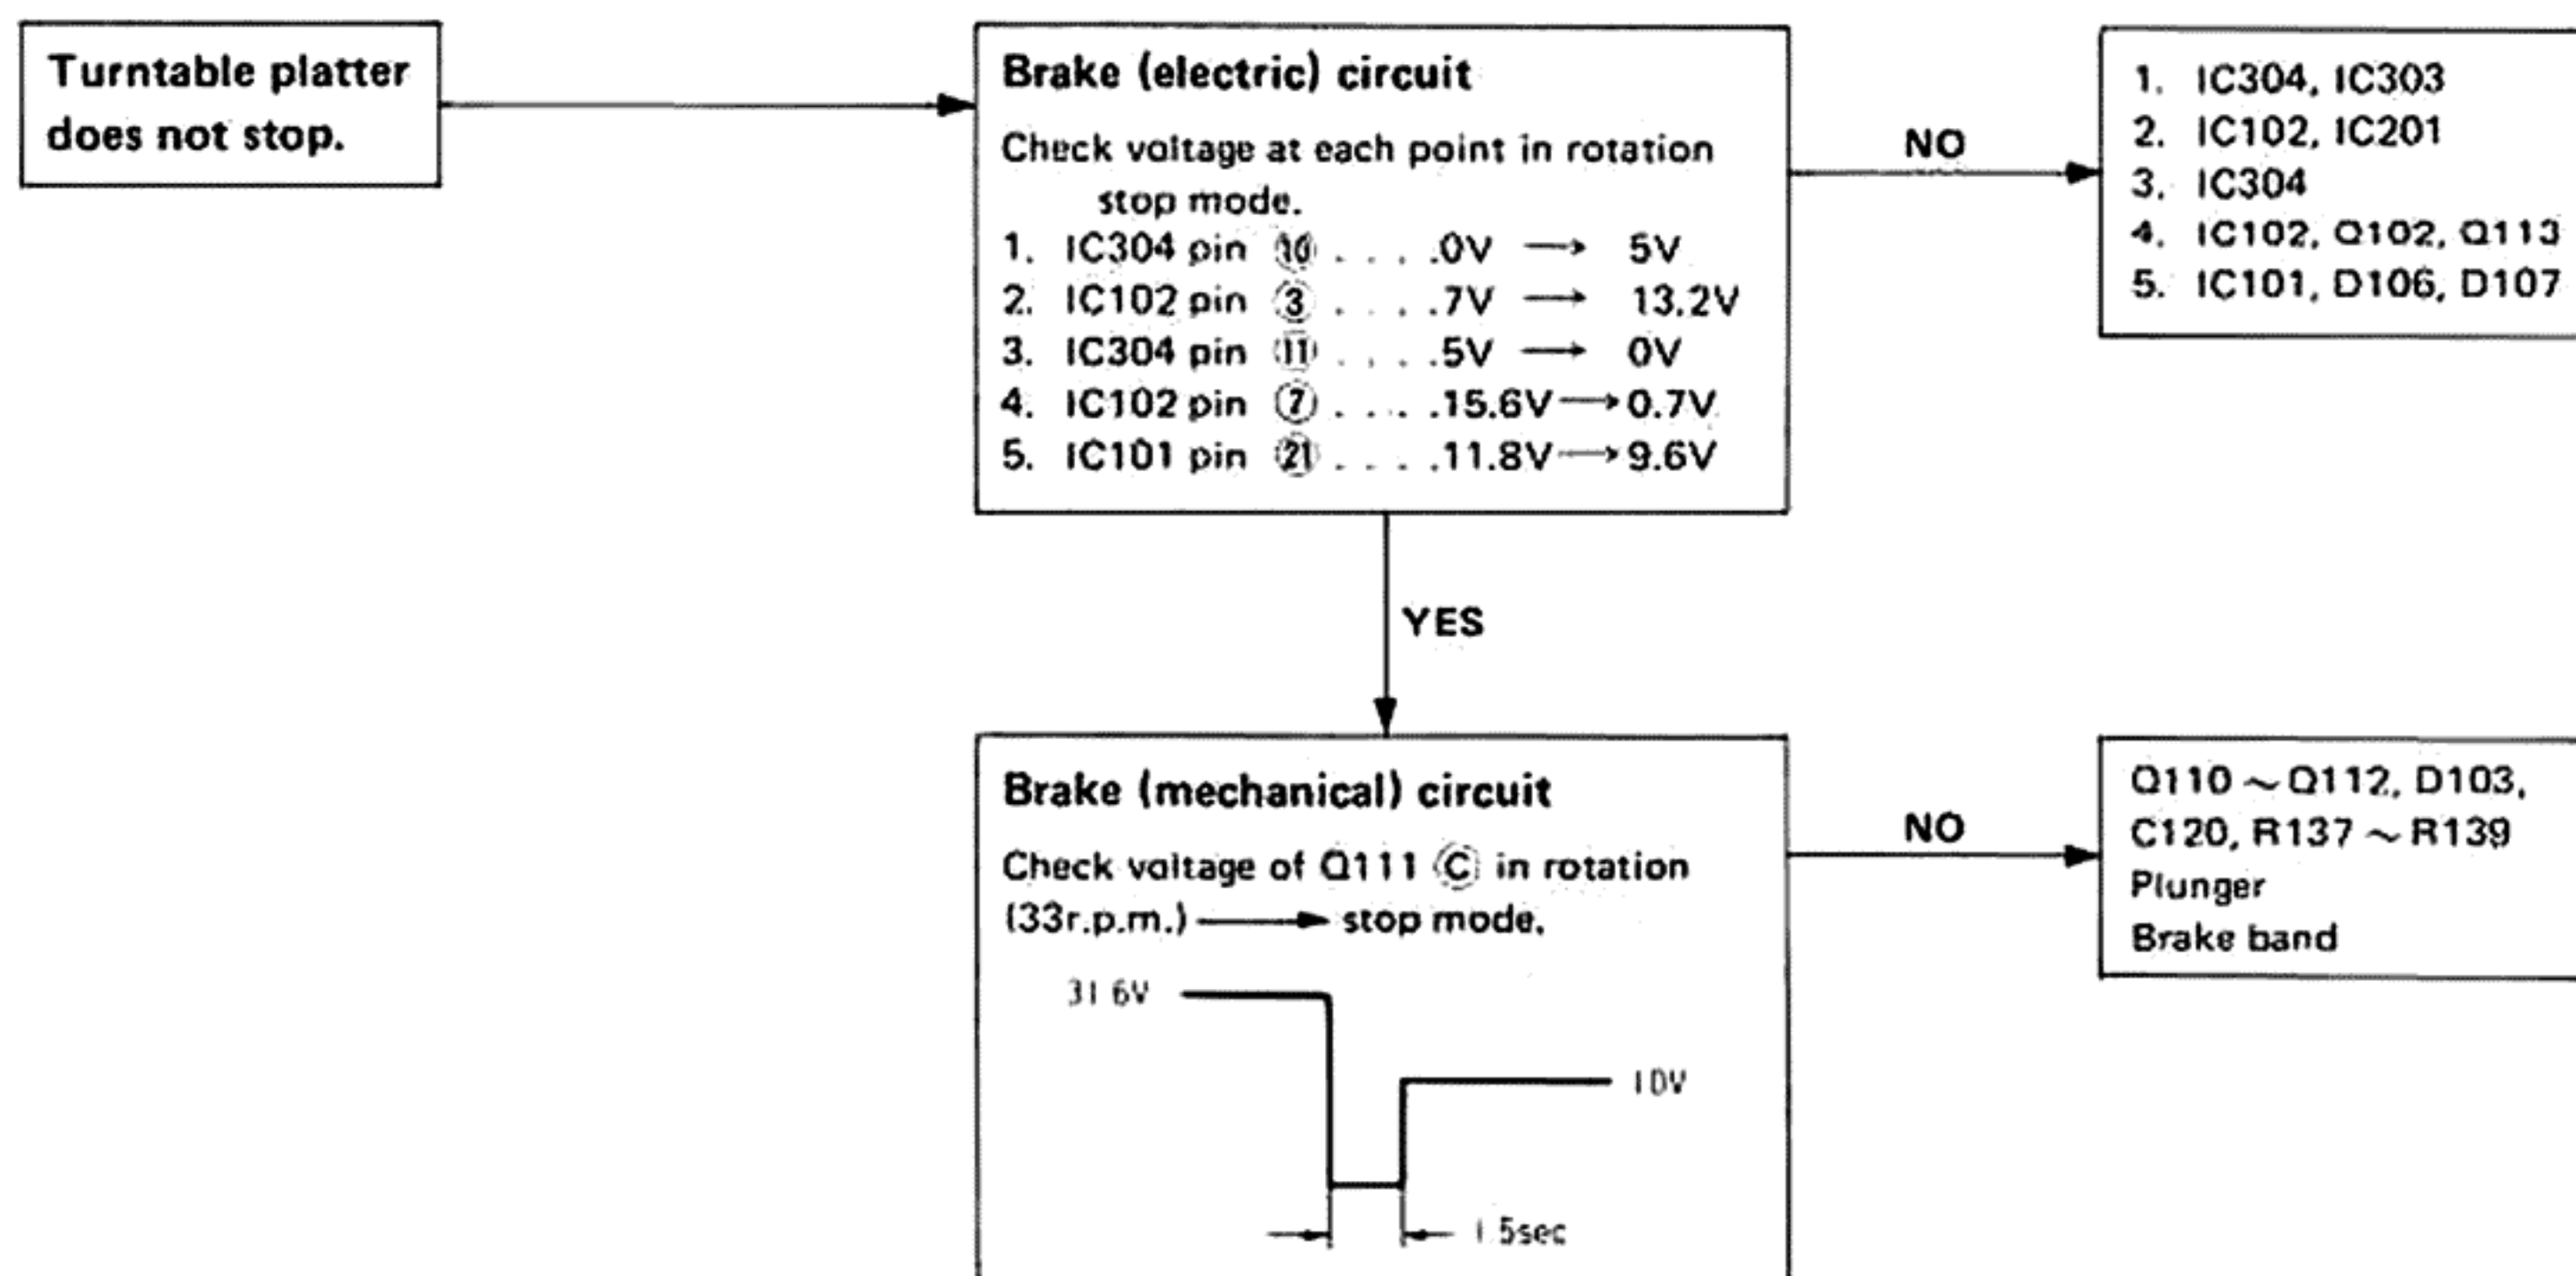 Turntable platter
does not stop.
Brake (electric) circuit
Check voltage at each point in rotation
stop mode.
1. IC304 pin ⑩ . . . .0V → 5V
2. IC102 pin ③ . . . .7V → 13.2V
3. IC304 pin ⑪ . . . .5V → 0V
4. IC102 pin ⑦ . . . .15.6V → 0.7V
5. IC101 pin ㉑ . . . .11.8V → 9.6V
NO
1. IC304, IC303
2. IC102, IC201
3. IC304
4. IC102, Q102, Q113
5. IC101, D106, D107
YES
Brake (mechanical) circuit
Check voltage of Q111 Ⓒ in rotation
(33r.p.m.) → stop mode.
31.6V
10V
1.5sec
NO
Q110 ~ Q112, D103,
C120, R137 ~ R139
Plunger
Brake band